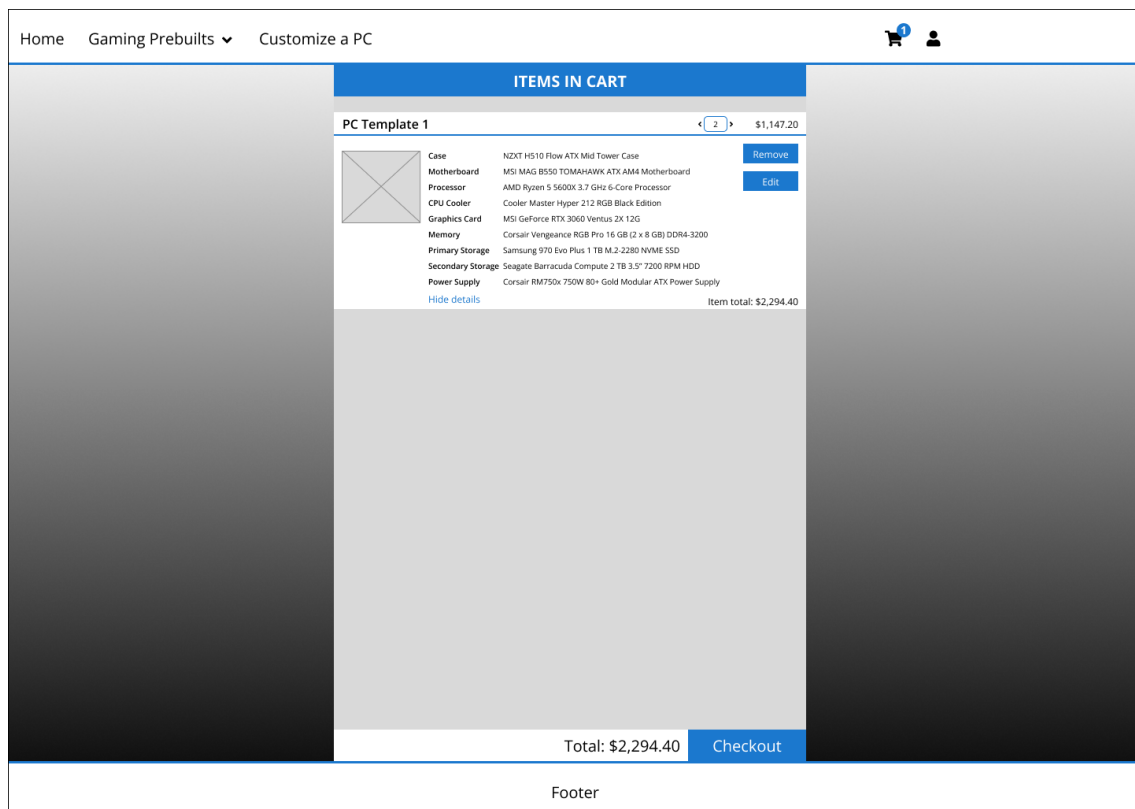 Home Gaming Prebuilts Customize a PC 1
ITEMS IN CART
PC Template 1 2 $1,147.20
Case NZXT H510 Flow ATX Mid Tower Case Remove
Motherboard MSI MAG B550 TOMAHAWK ATX AM4 Motherboard
Processor AMD Ryzen 5 5600X 3.7 GHz 6-Core Processor Edit
CPU Cooler Cooler Master Hyper 212 RGB Black Edition
Graphics Card MSI GeForce RTX 3060 Ventus 2X 12G
Memory Corsair Vengeance RGB Pro 16 GB (2 x 8 GB) DDR4-3200
Primary Storage Samsung 970 Evo Plus 1 TB M.2-2280 NVME SSD
Secondary Storage Seagate Barracuda Compute 2 TB 3.5" 7200 RPM HDD
Power Supply Corsair RM750x 750W 80+ Gold Modular ATX Power Supply
Hide details Item total: $2,294.40
Total: $2,294.40 Checkout
Footer